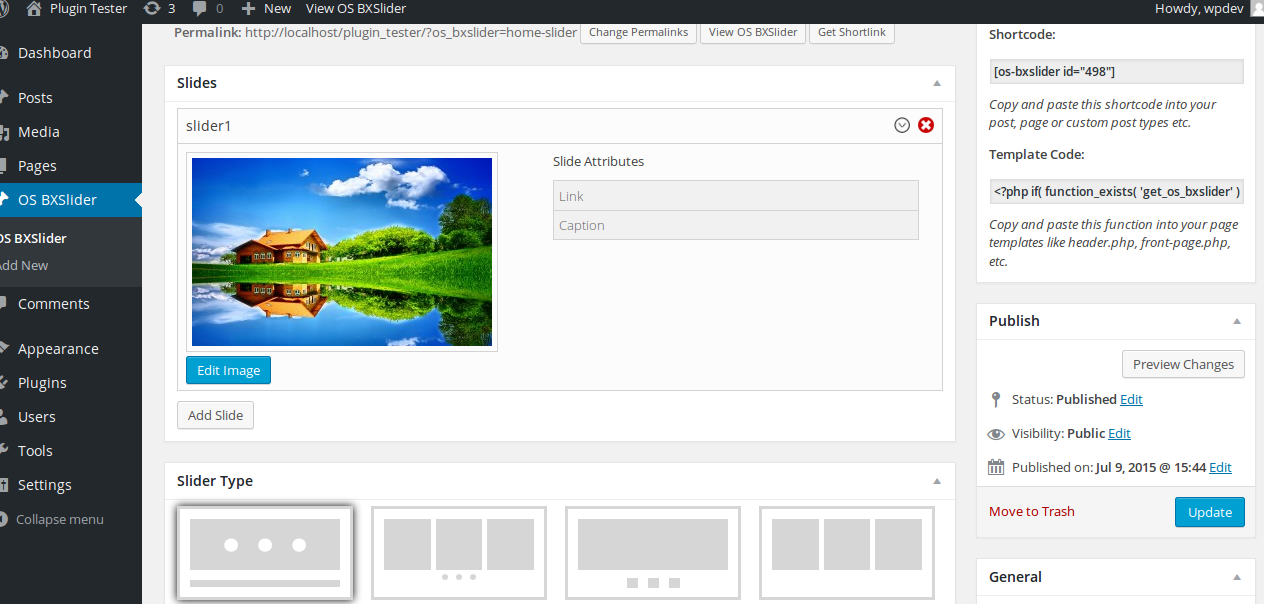 Plugin Tester 3 0 New View OS BXSlider Howdy, wpdev
Dashboard
Posts
Media
Pages
OS BXSlider
OS BXSlider
Add New
Comments
Appearance
Plugins
Users
Tools
Settings
Collapse menu
Permalink: http://localhost/plugin_tester/?os_bxslider=home-slider Change Permalinks View OS BXSlider Get Shortlink
Slides
slider1
Slide Attributes
Link
Caption
Edit Image
Add Slide
Slider Type
Shortcode:
[os-bxslider id="498"]
Copy and paste this shortcode into your
post, page or custom post types etc.
Template Code:
<?php if( function_exists( 'get_os_bxslider' )
Copy and paste this function into your page
templates like header.php, front-page.php,
etc.
Publish
Preview Changes
Status: Published Edit
Visibility: Public Edit
Published on: Jul 9, 2015 @ 15:44 Edit
Move to Trash Update
General